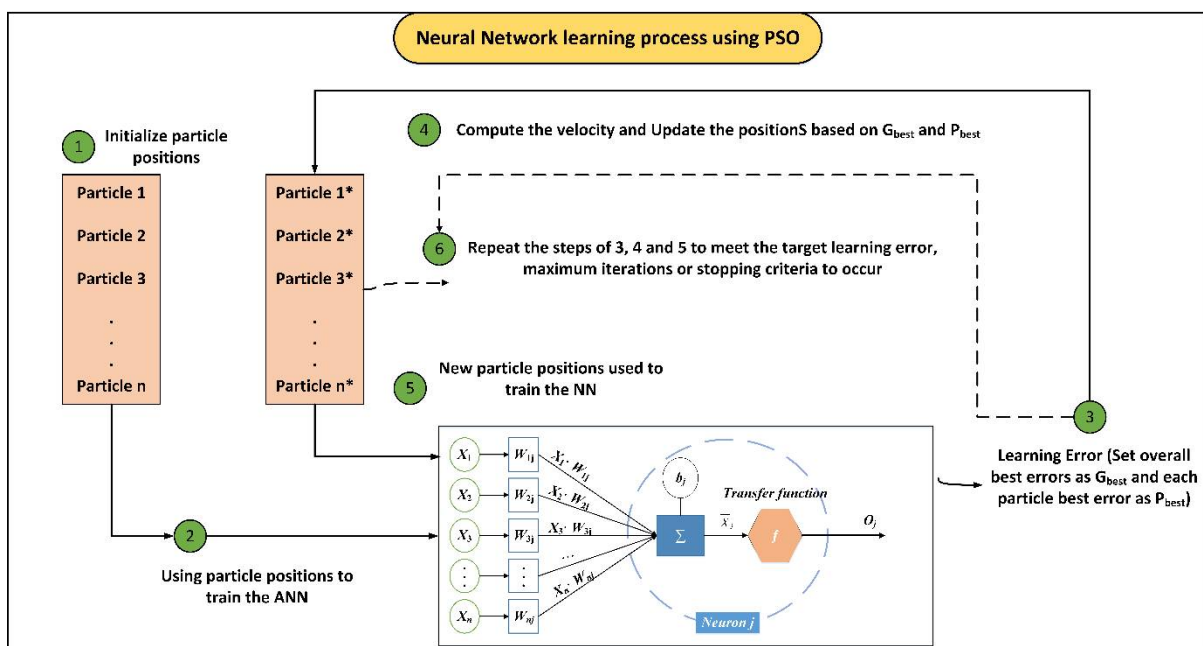 Neural Network learning process using PSO
1
Initialize particle
positions
Particle 1
Particle 2
Particle 3
.
.
.
Particle n
Particle 1*
Particle 2*
Particle 3*
.
.
.
Particle n*
4
Compute the velocity and Update the positionS based on Gbest and Pbest
6
Repeat the steps of 3, 4 and 5 to meet the target learning error,
maximum iterations or stopping criteria to occur
5
New particle positions used to
train the NN
3
Learning Error (Set overall
best errors as Gbest and each
particle best error as Pbest)
2
Using particle positions to
train the ANN
X1
W1j
X1· W1j
X2
W2j
X2· W2j
X3
W3j
X3· W3j
⋮
⋮
...
Xn
Wnj
Xn· Wnj
bj
Σ
X̅j
Transfer function
f
Oj
Neuron j